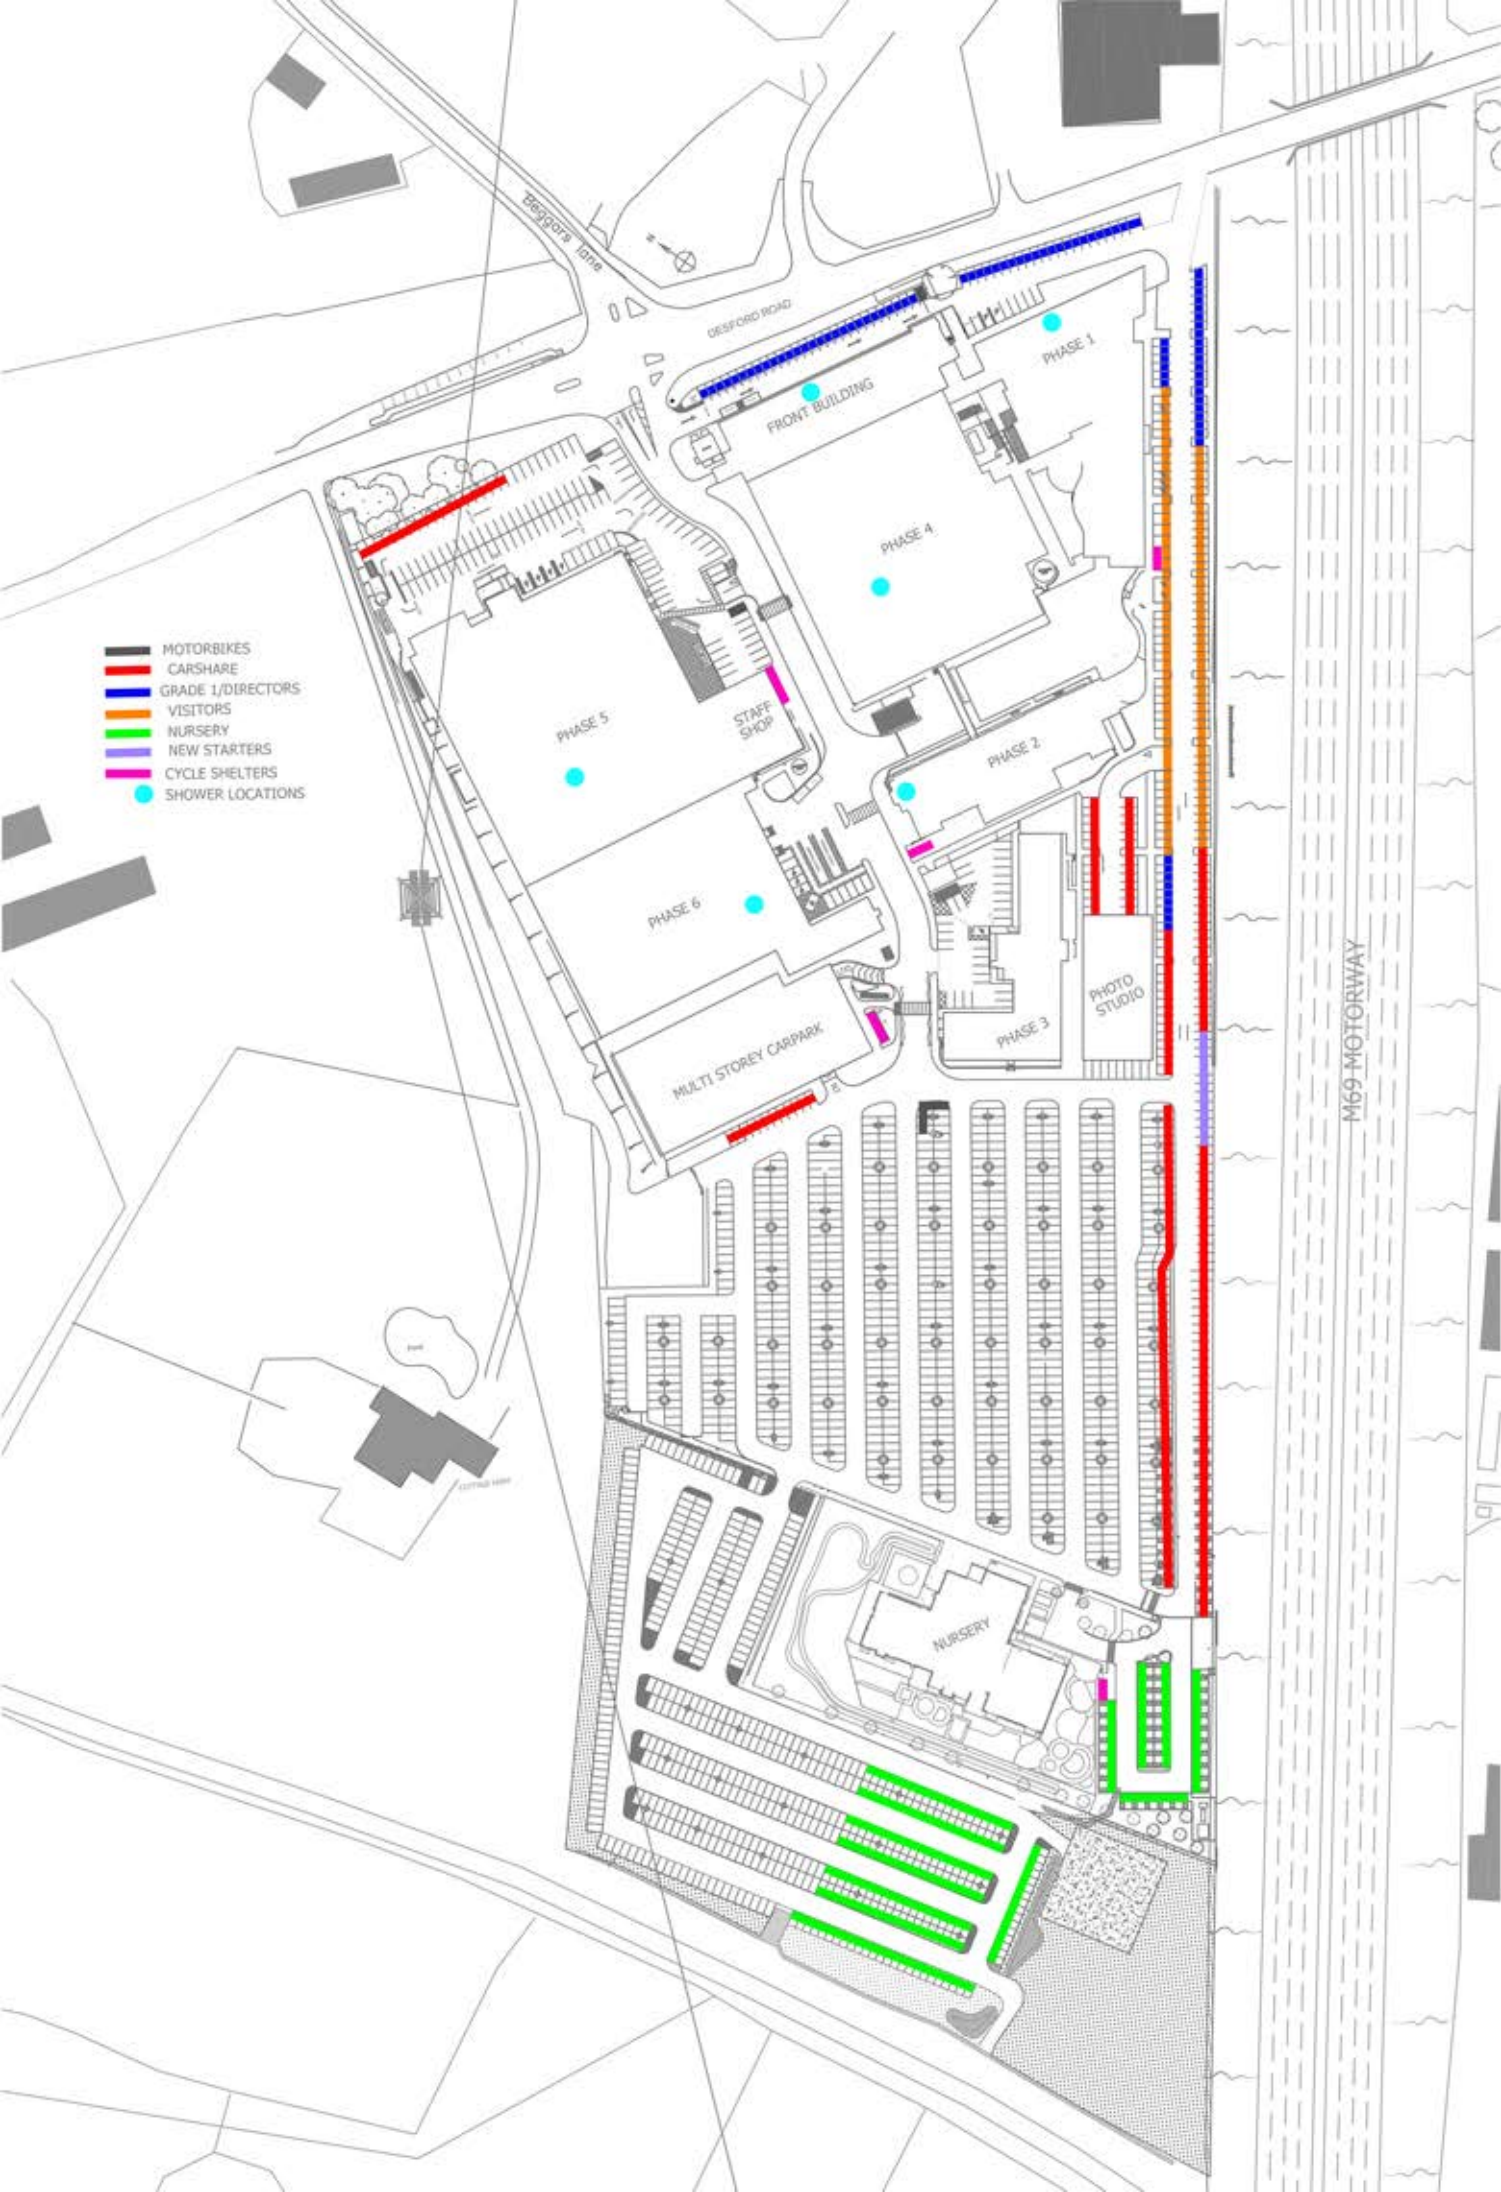 Beggars lane
N
DESFORD ROAD
PHASE 1
FRONT BUILDING
PHASE 4
MOTORBIKES
CARSHARE
GRADE 1/DIRECTORS
VISITORS
NURSERY
NEW STARTERS
CYCLE SHELTERS
SHOWER LOCATIONS
PHASE 5
STAFF
SHOP
PHASE 2
PHASE 6
PHOTO
STUDIO
PHASE 3
MULTI STOREY CARPARK
M69 MOTORWAY
Pond
NURSERY